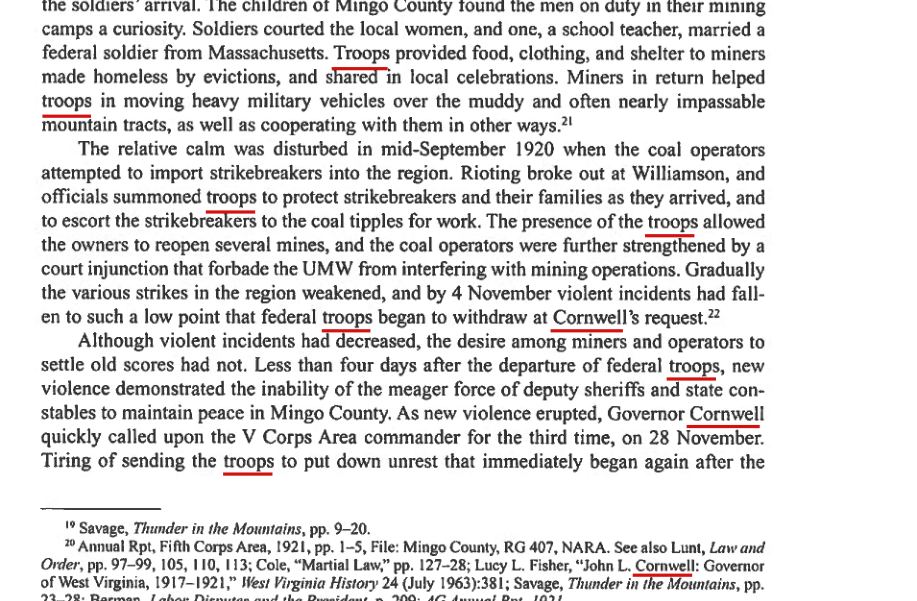 the soldiers' arrival. The children of Mingo County found the men on duty in their mining
camps a curiosity. Soldiers courted the local women, and one, a school teacher, married a
federal soldier from Massachusetts. Troops provided food, clothing, and shelter to miners
made homeless by evictions, and shared in local celebrations. Miners in return helped
troops in moving heavy military vehicles over the muddy and often nearly impassable
mountain tracts, as well as cooperating with them in other ways.²¹
The relative calm was disturbed in mid-September 1920 when the coal operators
attempted to import strikebreakers into the region. Rioting broke out at Williamson, and
officials summoned troops to protect strikebreakers and their families as they arrived, and
to escort the strikebreakers to the coal tipples for work. The presence of the troops allowed
the owners to reopen several mines, and the coal operators were further strengthened by a
court injunction that forbade the UMW from interfering with mining operations. Gradually
the various strikes in the region weakened, and by 4 November violent incidents had fall-
en to such a low point that federal troops began to withdraw at Cornwell's request.²²
Although violent incidents had decreased, the desire among miners and operators to
settle old scores had not. Less than four days after the departure of federal troops, new
violence demonstrated the inability of the meager force of deputy sheriffs and state con-
stables to maintain peace in Mingo County. As new violence erupted, Governor Cornwell
quickly called upon the V Corps Area commander for the third time, on 28 November.
Tiring of sending the troops to put down unrest that immediately began again after the
¹⁹ Savage, Thunder in the Mountains, pp. 9–20.
²⁰ Annual Rpt, Fifth Corps Area, 1921, pp. 1–5, File: Mingo County, RG 407, NARA. See also Lunt, Law and
Order, pp. 97–99, 105, 110, 113; Cole, "Martial Law," pp. 127–28; Lucy L. Fisher, "John L. Cornwell: Governor
of West Virginia, 1917–1921," West Virginia History 24 (July 1963):381; Savage, Thunder in the Mountains, pp.
23–28; Berman, Labor Disputes and the President, p. 209; AG Annual Rpt, 1921